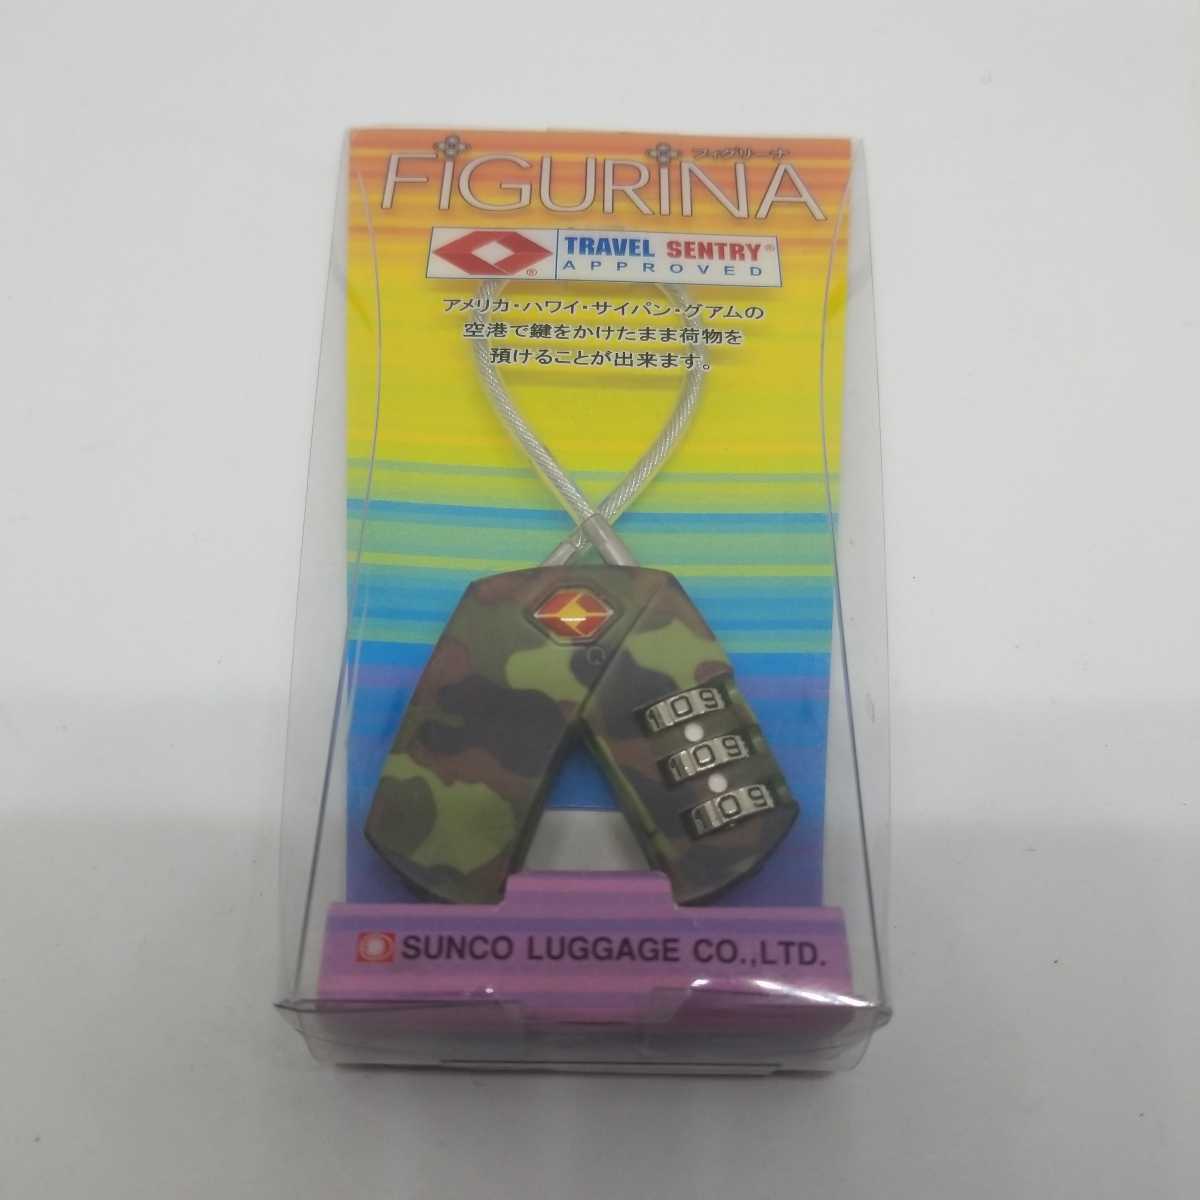 フィグリーナ
FiGURiNA
TRAVEL SENTRY®
APPROVED
®
アメリカ・ハワイ・サイパン・グアムの
空港で鍵をかけたまま荷物を
預けることが出来ます。
109
109
109
SUNCO LUGGAGE CO.,LTD.